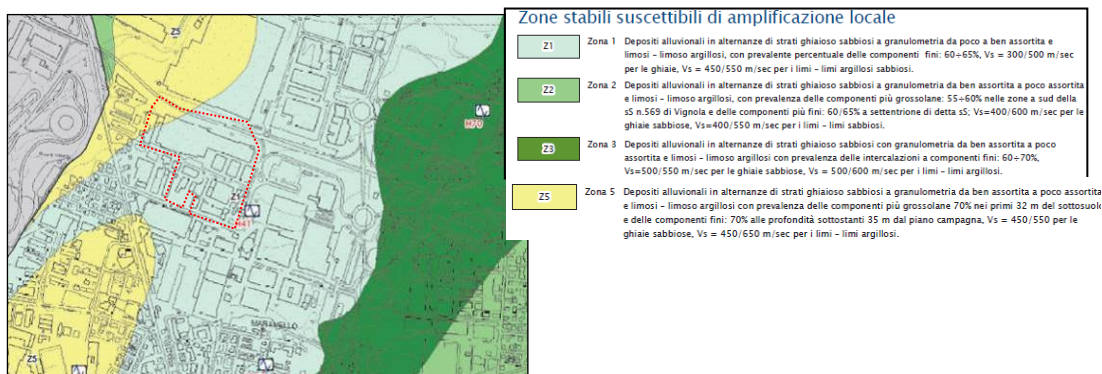 Zone stabili suscettibili di amplificazione locale
Z1
Zona 1
Depositi alluvionali in alternanze di strati ghiaioso sabbiosi a granulometria da poco a ben assortita e
limosi – limoso argillosi, con prevalente percentuale delle componenti fini: 60÷65%, Vs = 300/500 m/sec
per le ghiaie, Vs = 450/550 m/sec per i limi – limi argillosi sabbiosi.
Z2
Zona 2
Depositi alluvionali in alternanze di strati ghiaioso sabbiosi a granulometria da ben assortita a poco assortita
e limosi – limoso argillosi, con prevalenza delle componenti più grossolane: 55÷60% nelle zone a sud della
sS n.569 di Vignola e delle componenti più fini: 60/65% a settentrione di detta sS; Vs=400/600 m/sec per le
ghiaie sabbiose, Vs=400/550 m/sec per i limi – limi sabbiosi.
Z3
Zona 3
Depositi alluvionali in alternanze di strati ghiaioso sabbiosi con granulometria da ben assortita a poco
assortita e limosi – limoso argillosi con prevalenza delle intercalazioni a componenti fini: 60÷70%,
Vs=500/550 m/sec per le ghiaie sabbiose, Vs = 500/600 m/sec per i limi – limi argillosi.
Z5
Zona 5
Depositi alluvionali in alternanze di strati ghiaioso sabbiosi a granulometria da ben assortita a poco assortita
e limosi – limoso argillosi con prevalenza delle componenti più grossolane 70% nei primi 32 m del sottosuolo
e delle componenti fini: 70% alle profondità sottostanti 35 m dal piano campagna, Vs = 450/550 per le
ghiaie sabbiose, Vs = 450/650 m/sec per i limi – limi argillosi.
Z5
H70
Z1
H41
MARANELLO
Z5